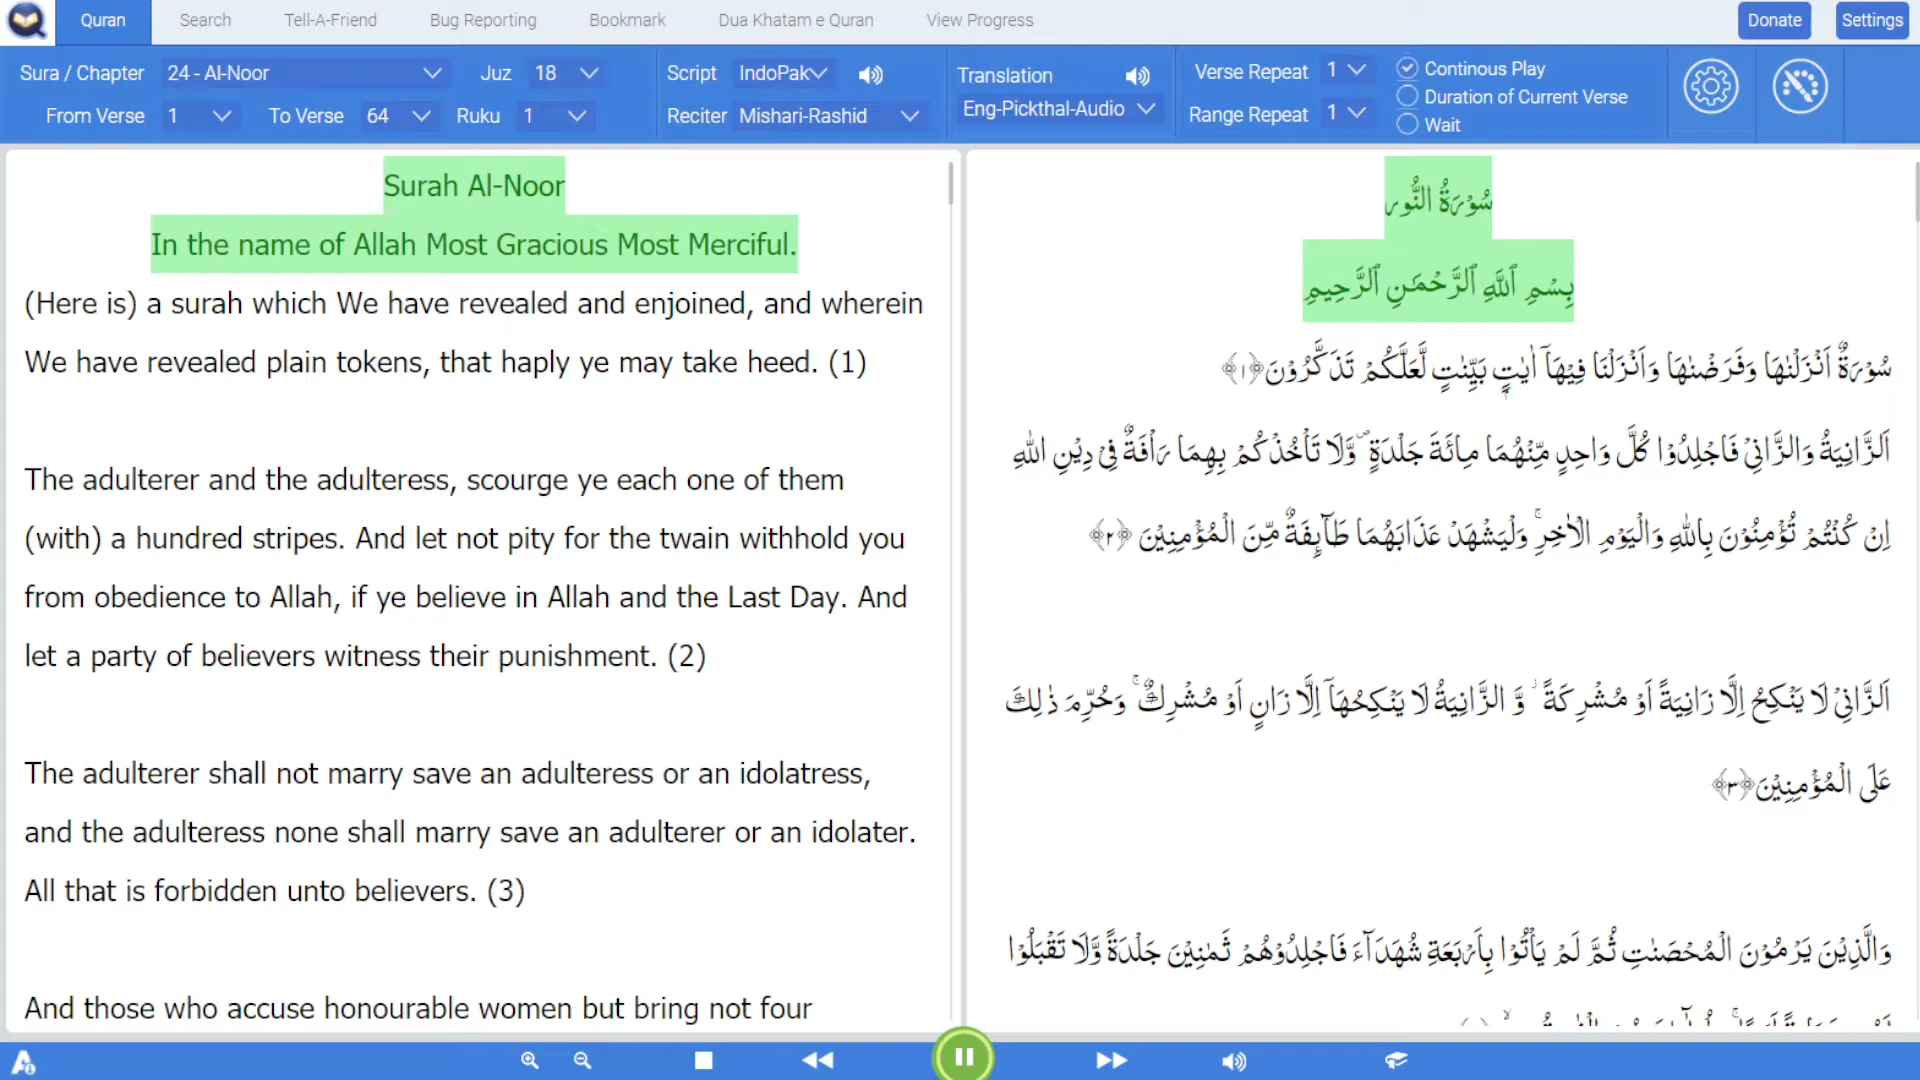 Quran Search Tell-A-Friend Bug Reporting Bookmark Dua Khatam e Quran View Progress Donate Settings
Sura / Chapter 24 - Al-Noor Juz 18
From Verse 1 To Verse 64 Ruku 1
Script IndoPak
Reciter Mishari-Rashid
Translation
Eng-Pickthal-Audio
Verse Repeat 1
Range Repeat 1
Continous Play
Duration of Current Verse
Wait
Surah Al-Noor
In the name of Allah Most Gracious Most Merciful.
(Here is) a surah which We have revealed and enjoined, and wherein
We have revealed plain tokens, that haply ye may take heed. (1)
The adulterer and the adulteress, scourge ye each one of them
(with) a hundred stripes. And let not pity for the twain withhold you
from obedience to Allah, if ye believe in Allah and the Last Day. And
let a party of believers witness their punishment. (2)
The adulterer shall not marry save an adulteress or an idolatress,
and the adulteress none shall marry save an adulterer or an idolater.
All that is forbidden unto believers. (3)
And those who accuse honourable women but bring not four
سُوْرَةُ النُّور
بِسْمِ ٱللَّهِ ٱلرَّحْمَـٰنِ ٱلرَّحِيمِ
سُوْرَةٌ اَنْزَلْنٰهَا وَفَرَضْنٰهَا وَاَنْزَلْنَا فِيْهَاۤ اٰيٰتٍۭ بَيِّنٰتٍ لَّعَلَّكُمْ تَذَكَّرُوْنَ﴿۱﴾
اَلزَّانِيَةُ وَالزَّانِيْ فَاجْلِدُوْا كُلَّ وَاحِدٍ مِّنْهُمَا مِائَةَ جَلْدَةٍ ۖ وَّلَا تَأْخُذْكُمْ بِهِمَا رَاْفَةٌ فِيْ دِيْنِ اللّٰهِ
اِنْ كُنْتُمْ تُؤْمِنُوْنَ بِاللّٰهِ وَالْيَوْمِ الْاٰخِرِ ۚ وَلْيَشْهَدْ عَذَابَهُمَا طَآئِفَةٌ مِّنَ الْمُؤْمِنِيْنَ ﴿۲﴾
اَلزَّانِيْ لَا يَنْكِحُ اِلَّا زَانِيَةً اَوْ مُشْرِكَةً ۡ وَّ الزَّانِيَةُ لَا يَنْكِحُهَاۤ اِلَّا زَانٍ اَوْ مُشْرِكٌ ۚ وَحُرِّمَ ذٰ لِكَ
عَلَى الْمُؤْمِنِيْنَ﴿۳﴾
وَالَّذِيْنَ يَرْمُوْنَ الْمُحْصَنٰتِ ثُمَّ لَمْ يَاْتُوْا بِاَرْبَعَةِ شُهَدَآءَ فَاجْلِدُوْهُمْ ثَمٰنِيْنَ جَلْدَةً وَّلَا تَقْبَلُوْا